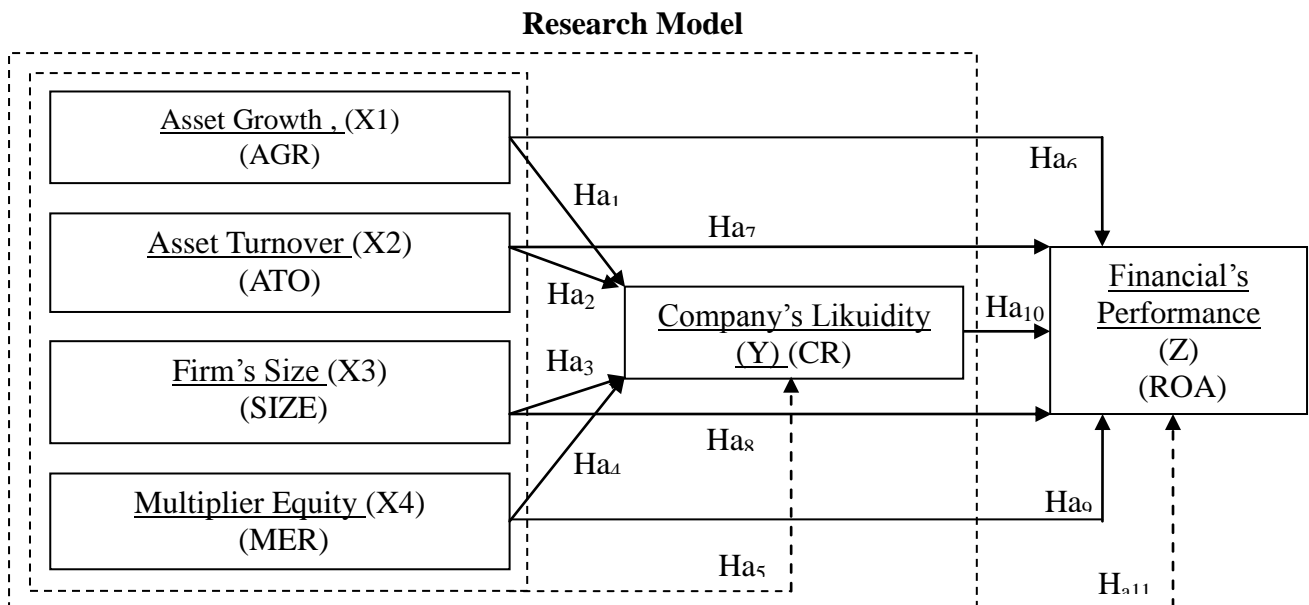 Research Model
Asset Growth , (X1)
(AGR)
Asset Turnover (X2)
(ATO)
Firm's Size (X3)
(SIZE)
Multiplier Equity (X4)
(MER)
Ha₁
Ha₂
Ha₃
Ha₄
Ha₅
Company's Likuidity
(Y) (CR)
Ha₆
Ha₇
Ha₈
Ha₉
Ha₁₀
Hₐ₁₁
Financial's
Performance
(Z)
(ROA)